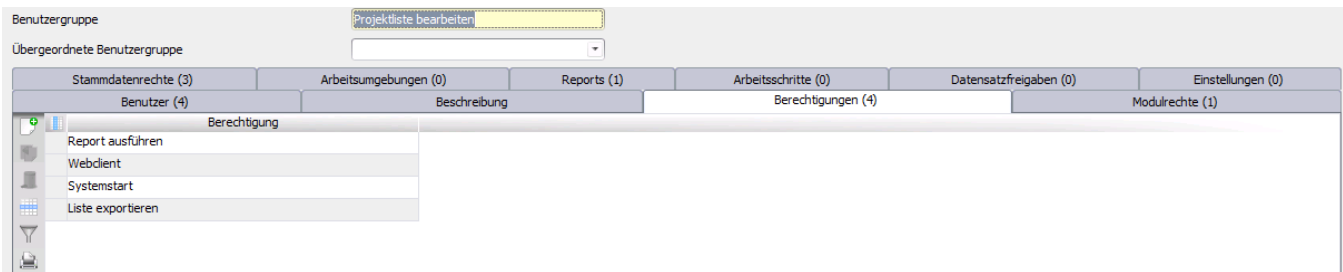 Benutzergruppe Projektliste bearbeiten
Übergeordnete Benutzergruppe
Stammdatenrechte (3) Arbeitsumgebungen (0) Reports (1) Arbeitsschritte (0) Datensatzfreigaben (0) Einstellungen (0)
Benutzer (4) Beschreibung Berechtigungen (4) Modulrechte (1)
Berechtigung
Report ausführen
Webclient
Systemstart
Liste exportieren